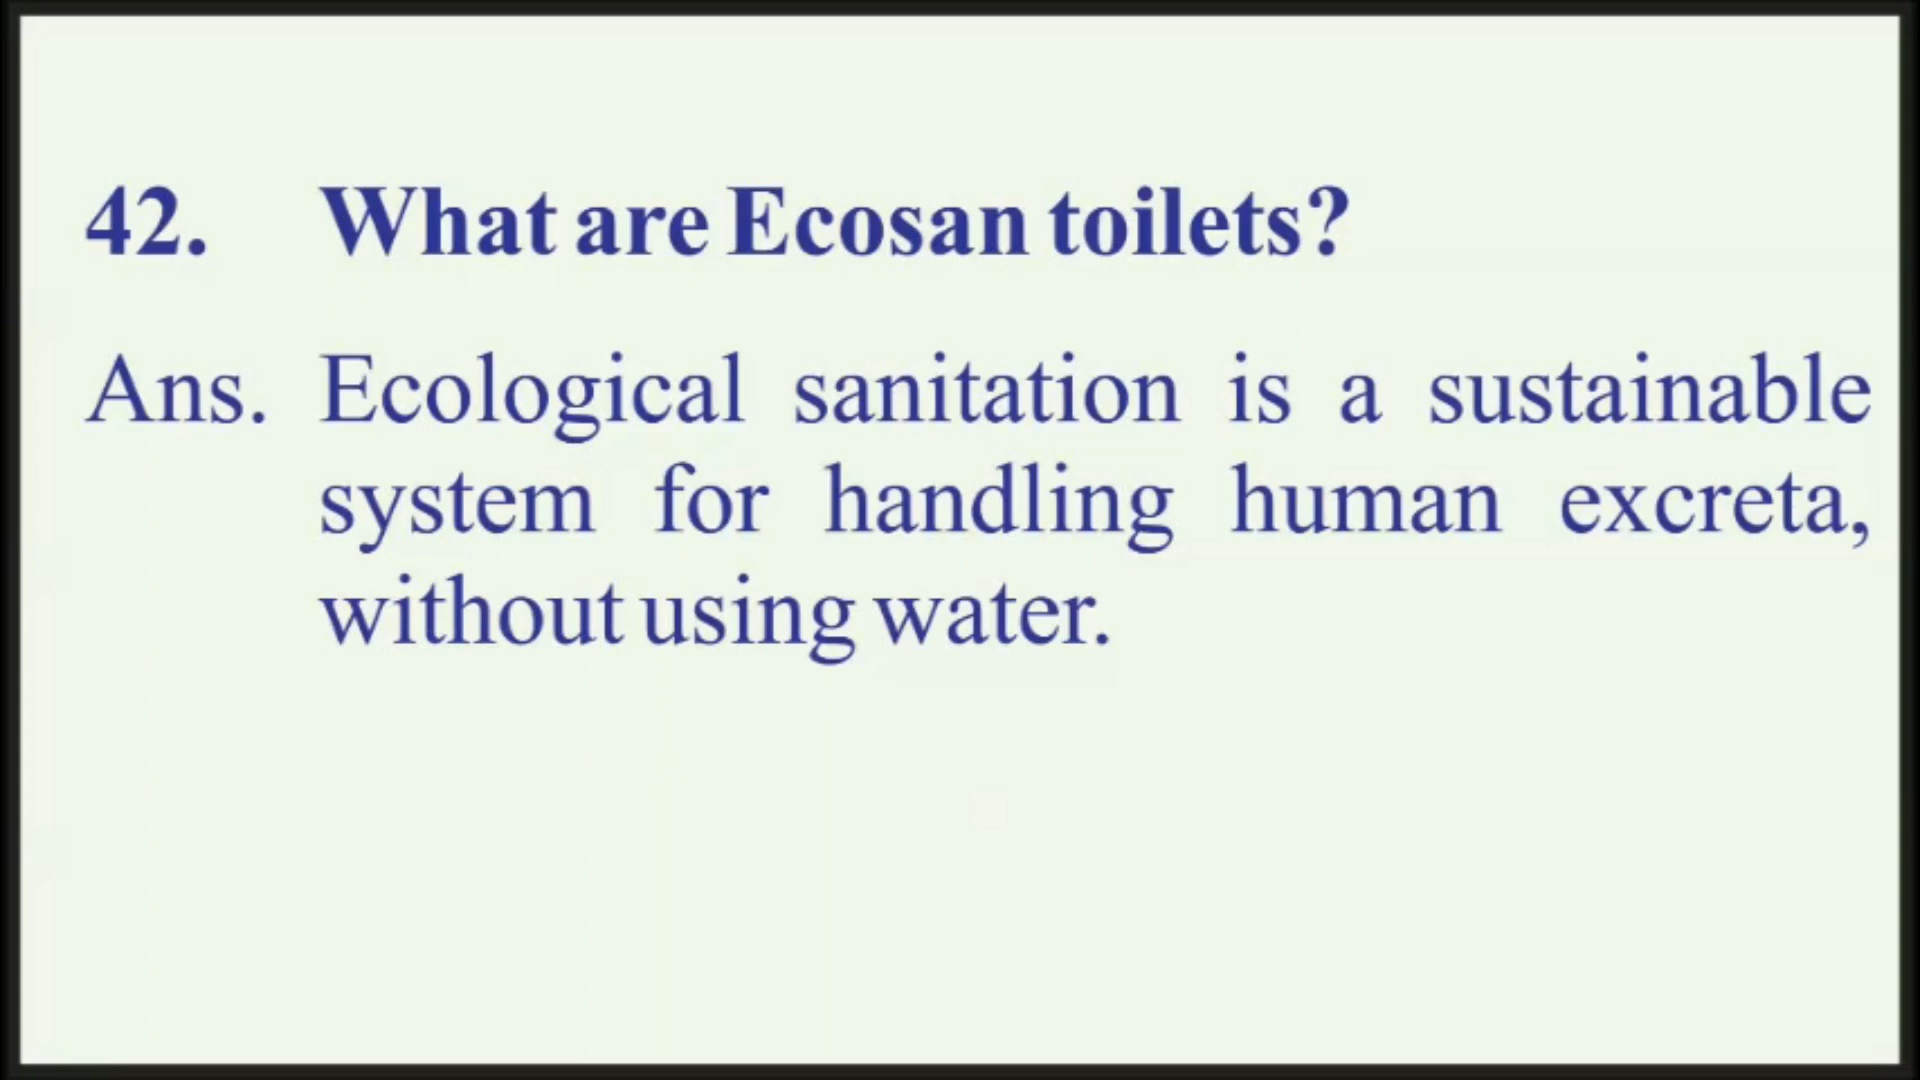 42. What are Ecosan toilets?
Ans. Ecological sanitation is a sustainable
system for handling human excreta,
without using water.